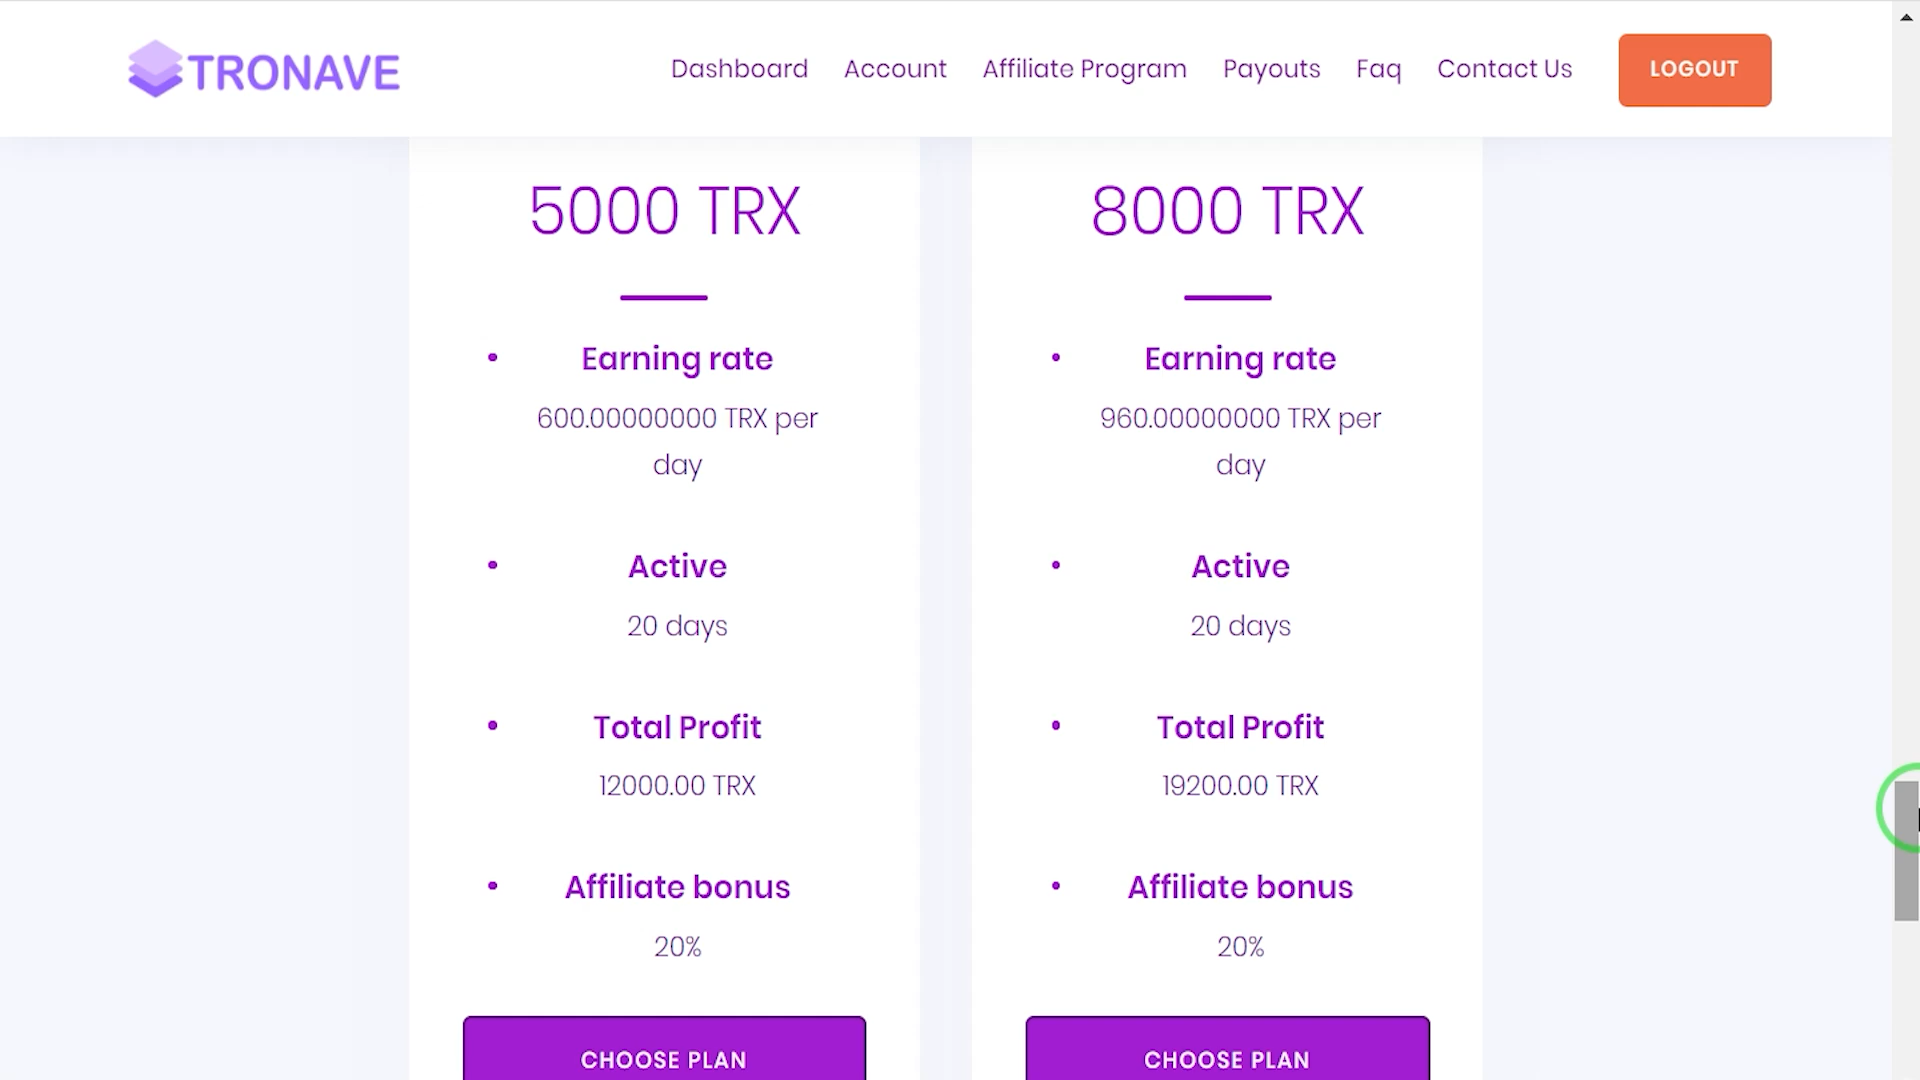 TRONAVE
Dashboard Account Affiliate Program Payouts Faq Contact Us LOGOUT
5000 TRX
Earning rate
600.00000000 TRX per
day
Active
20 days
Total Profit
12000.00 TRX
Affiliate bonus
20%
CHOOSE PLAN
8000 TRX
Earning rate
960.00000000 TRX per
day
Active
20 days
Total Profit
19200.00 TRX
Affiliate bonus
20%
CHOOSE PLAN